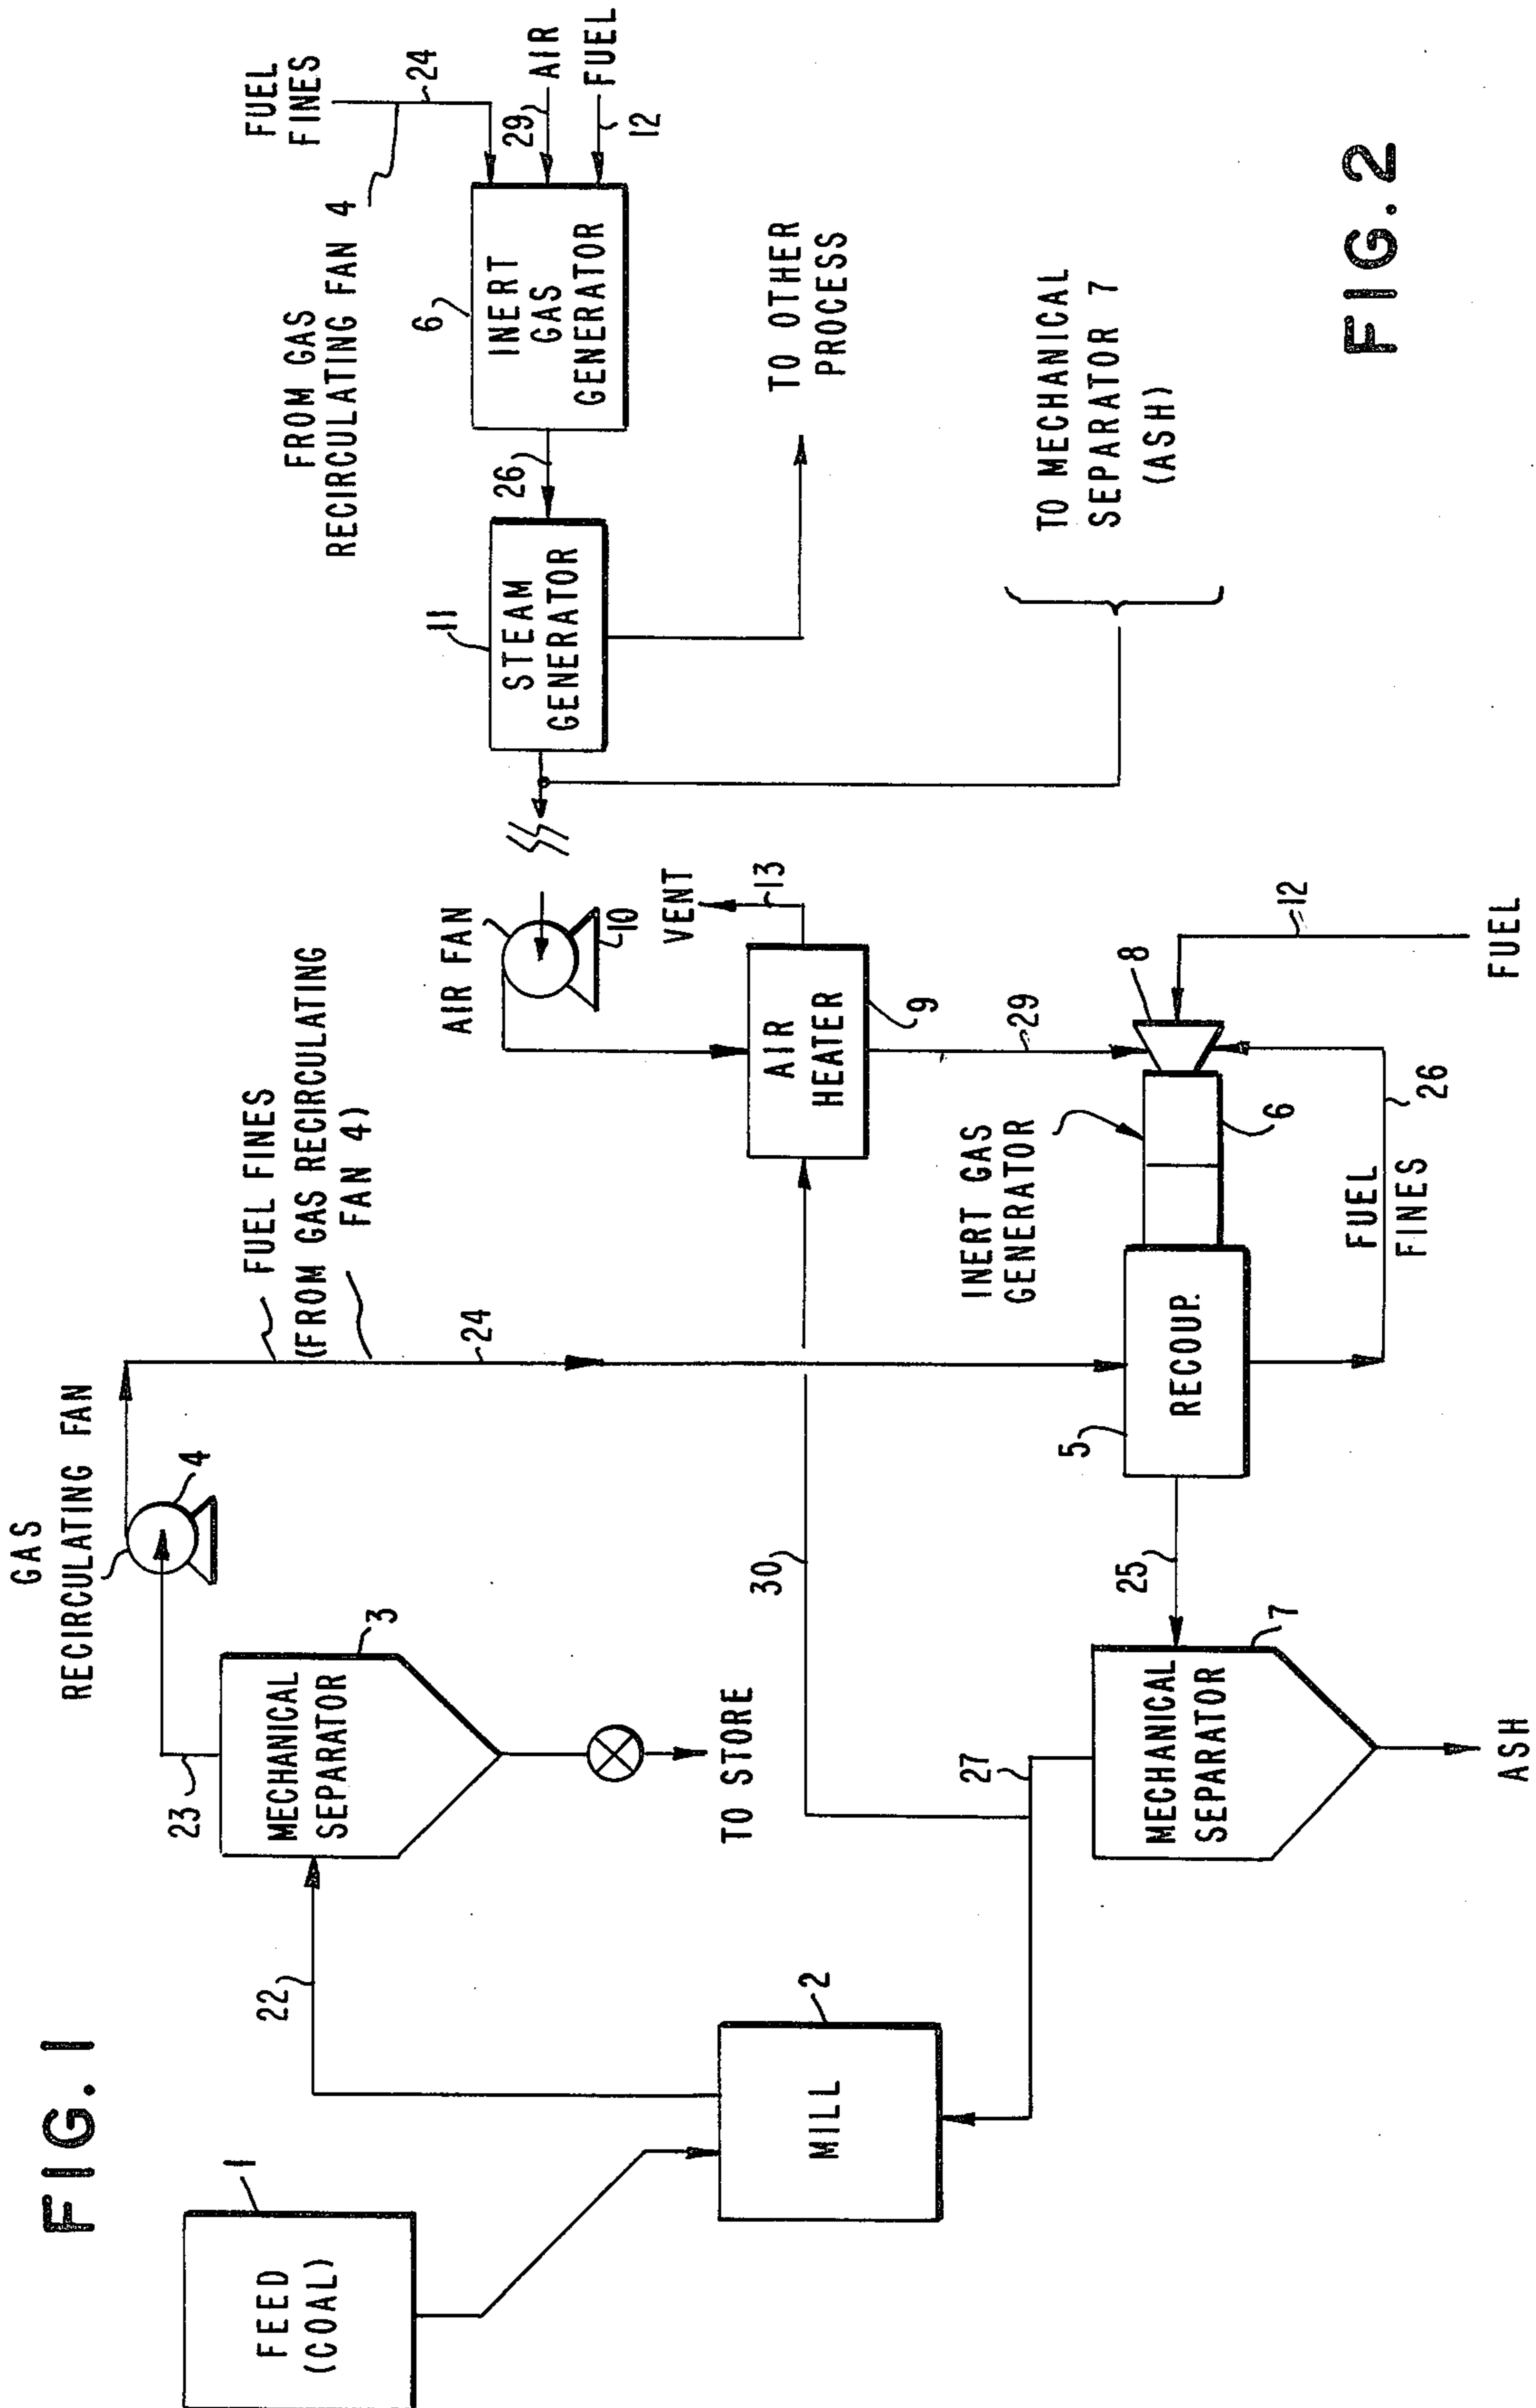 FIG. 1
FEED
(COAL)
1
MILL
2
22
MECHANICAL
SEPARATOR
3
23
TO STORE
GAS
RECIRCULATING FAN
4
FUEL FINES
(FROM GAS RECIRCULATING
FAN 4)
24
AIR FAN
10
VENT
13
AIR
HEATER
9
29
30
INERT GAS
GENERATOR
8
6
12
FUEL
RECOUP.
5
FUEL
FINES
26
25
MECHANICAL
SEPARATOR
7
27
ASH
FIG. 2
FUEL
FINES
24
FROM GAS
RECIRCULATING FAN 4
29
AIR
FUEL
12
6
INERT
GAS
GENERATOR
26
11
STEAM
GENERATOR
TO OTHER
PROCESS
TO MECHANICAL
SEPARATOR 7
(ASH)